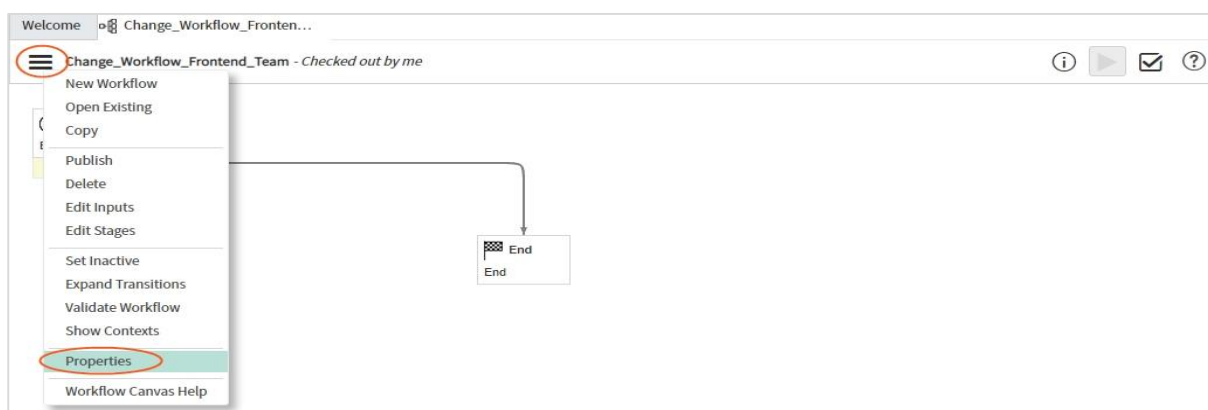 Welcome Change_Workflow_Fronten...
Change_Workflow_Frontend_Team - Checked out by me
New Workflow
Open Existing
Copy
Publish
Delete
Edit Inputs
Edit Stages
Set Inactive
Expand Transitions
Validate Workflow
Show Contexts
Properties
Workflow Canvas Help
End
End